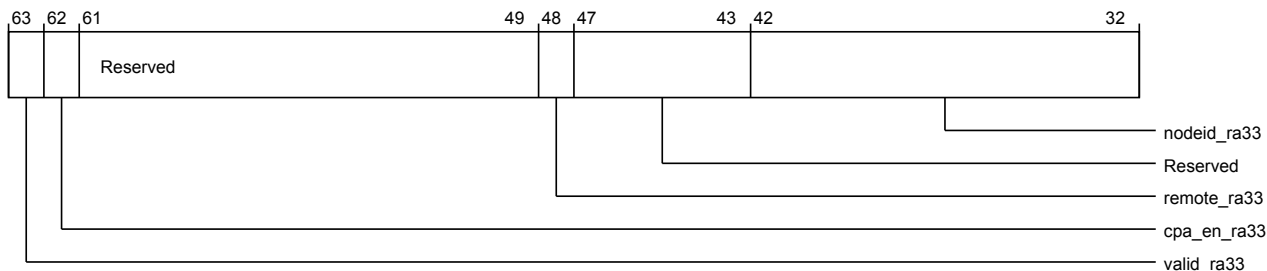 63 62 61 49 48 47 43 42 32
Reserved
nodeid_ra33
Reserved
remote_ra33
cpa_en_ra33
valid_ra33